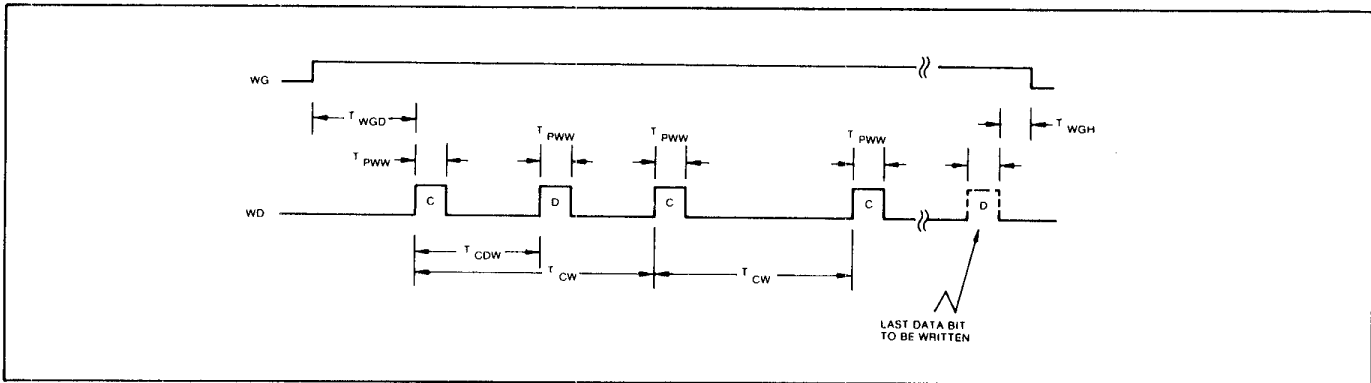 WG
T WGD
T PWW
T PWW
T PWW
T PWW
T WGH
WD
C
D
C
C
D
T CDW
T CW
T CW
LAST DATA BIT
TO BE WRITTEN